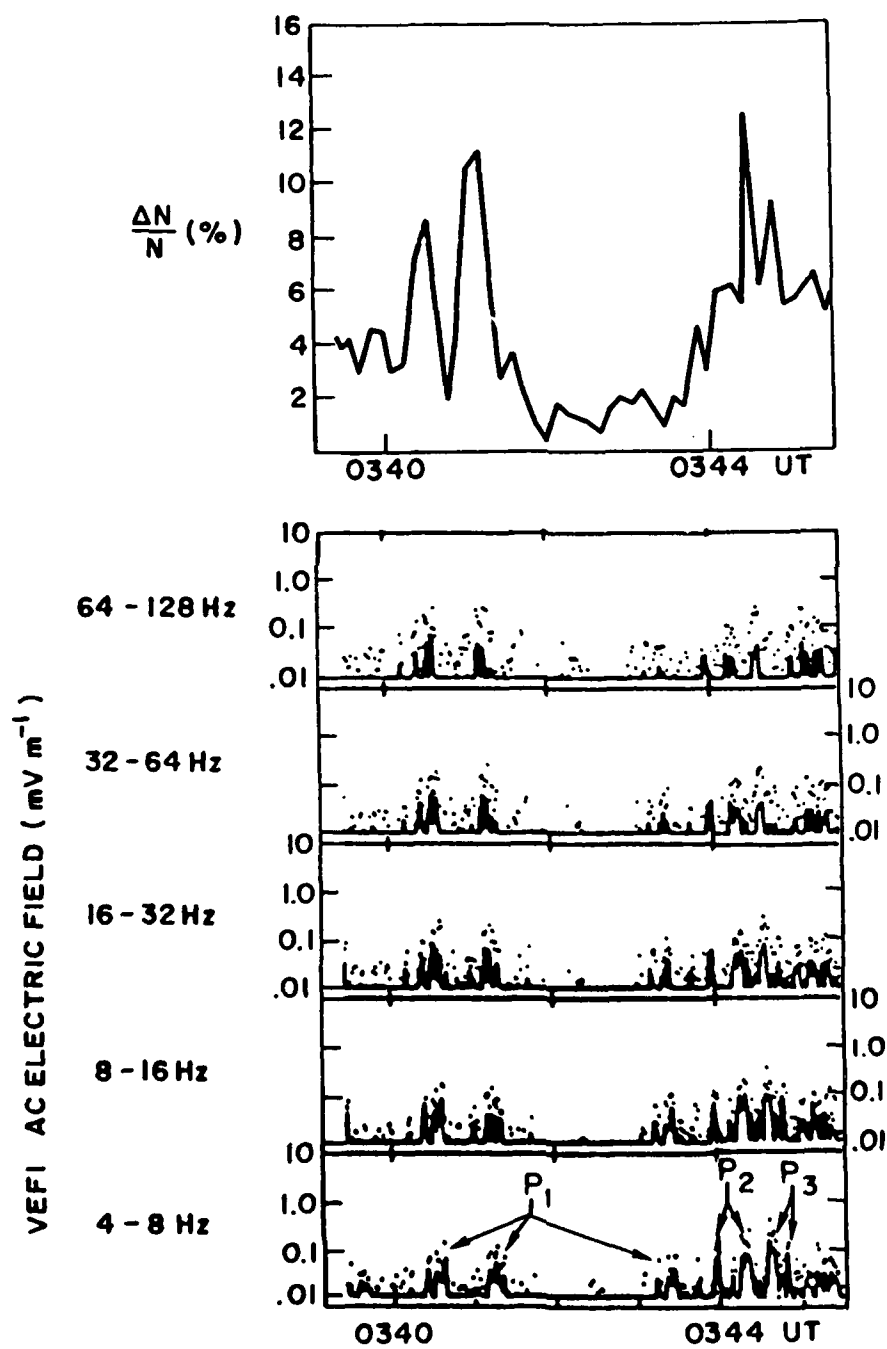 16
14
12
10
8
6
4
2
ΔN
N (%)
0340 0344 UT
VEFI AC ELECTRIC FIELD (mV m⁻¹)
64 - 128 Hz
10
1.0
0.1
.01
32 - 64 Hz
10
1.0
0.1
.01
16 - 32 Hz
10
1.0
0.1
.01
8 - 16 Hz
10
1.0
0.1
.01
4 - 8 Hz
10
1.0
0.1
.01
P1 P2 P3
0340 0344 UT